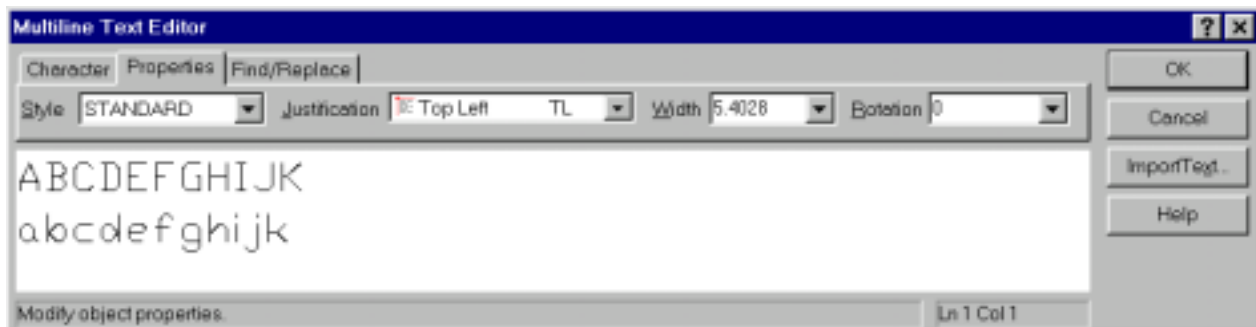 Multiline Text Editor
Character Properties Find/Replace
OK
Style STANDARD Justification Top Left TL Width 5.4028 Rotation 0
Cancel
ABCDEFGHIJK
ImportText...
abcdefghijk
Help
Modify object properties. Ln 1 Col 1